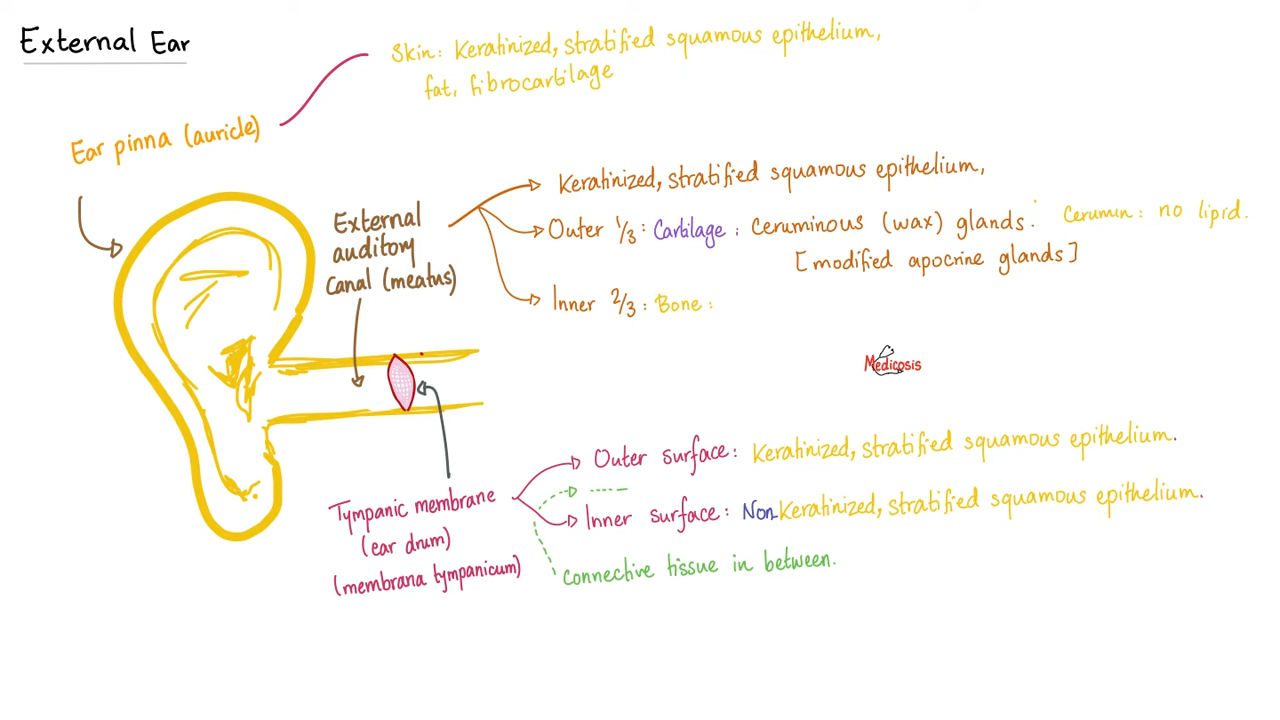 External Ear
Skin: Keratinized, stratified squamous epithelium,
fat, fibrocartilage
Ear pinna (auricle)
External
auditory
Canal (meatus)
Keratinized, stratified squamous epithelium,
Outer 1/3: Cartilage: Ceruminous (wax) glands. Cerumin: no lipid.
[modified apocrine glands]
Inner 2/3: Bone:
Medicosis
Tympanic membrane
(ear drum)
(membrana tympanicum)
Outer surface: Keratinized, stratified squamous epithelium.
Inner surface: Non-Keratinized, stratified squamous epithelium.
Connective tissue in between.